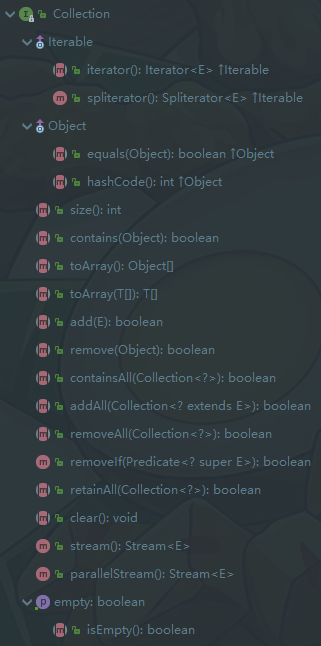 Collection
Iterable
iterator(): Iterator<E> ↑Iterable
spliterator(): Spliterator<E> ↑Iterable
Object
equals(Object): boolean ↑Object
hashCode(): int ↑Object
size(): int
contains(Object): boolean
toArray(): Object[]
toArray(T[]): T[]
add(E): boolean
remove(Object): boolean
containsAll(Collection<?>): boolean
addAll(Collection<? extends E>): boolean
removeAll(Collection<?>): boolean
removeIf(Predicate<? super E>): boolean
retainAll(Collection<?>): boolean
clear(): void
stream(): Stream<E>
parallelStream(): Stream<E>
empty: boolean
isEmpty(): boolean